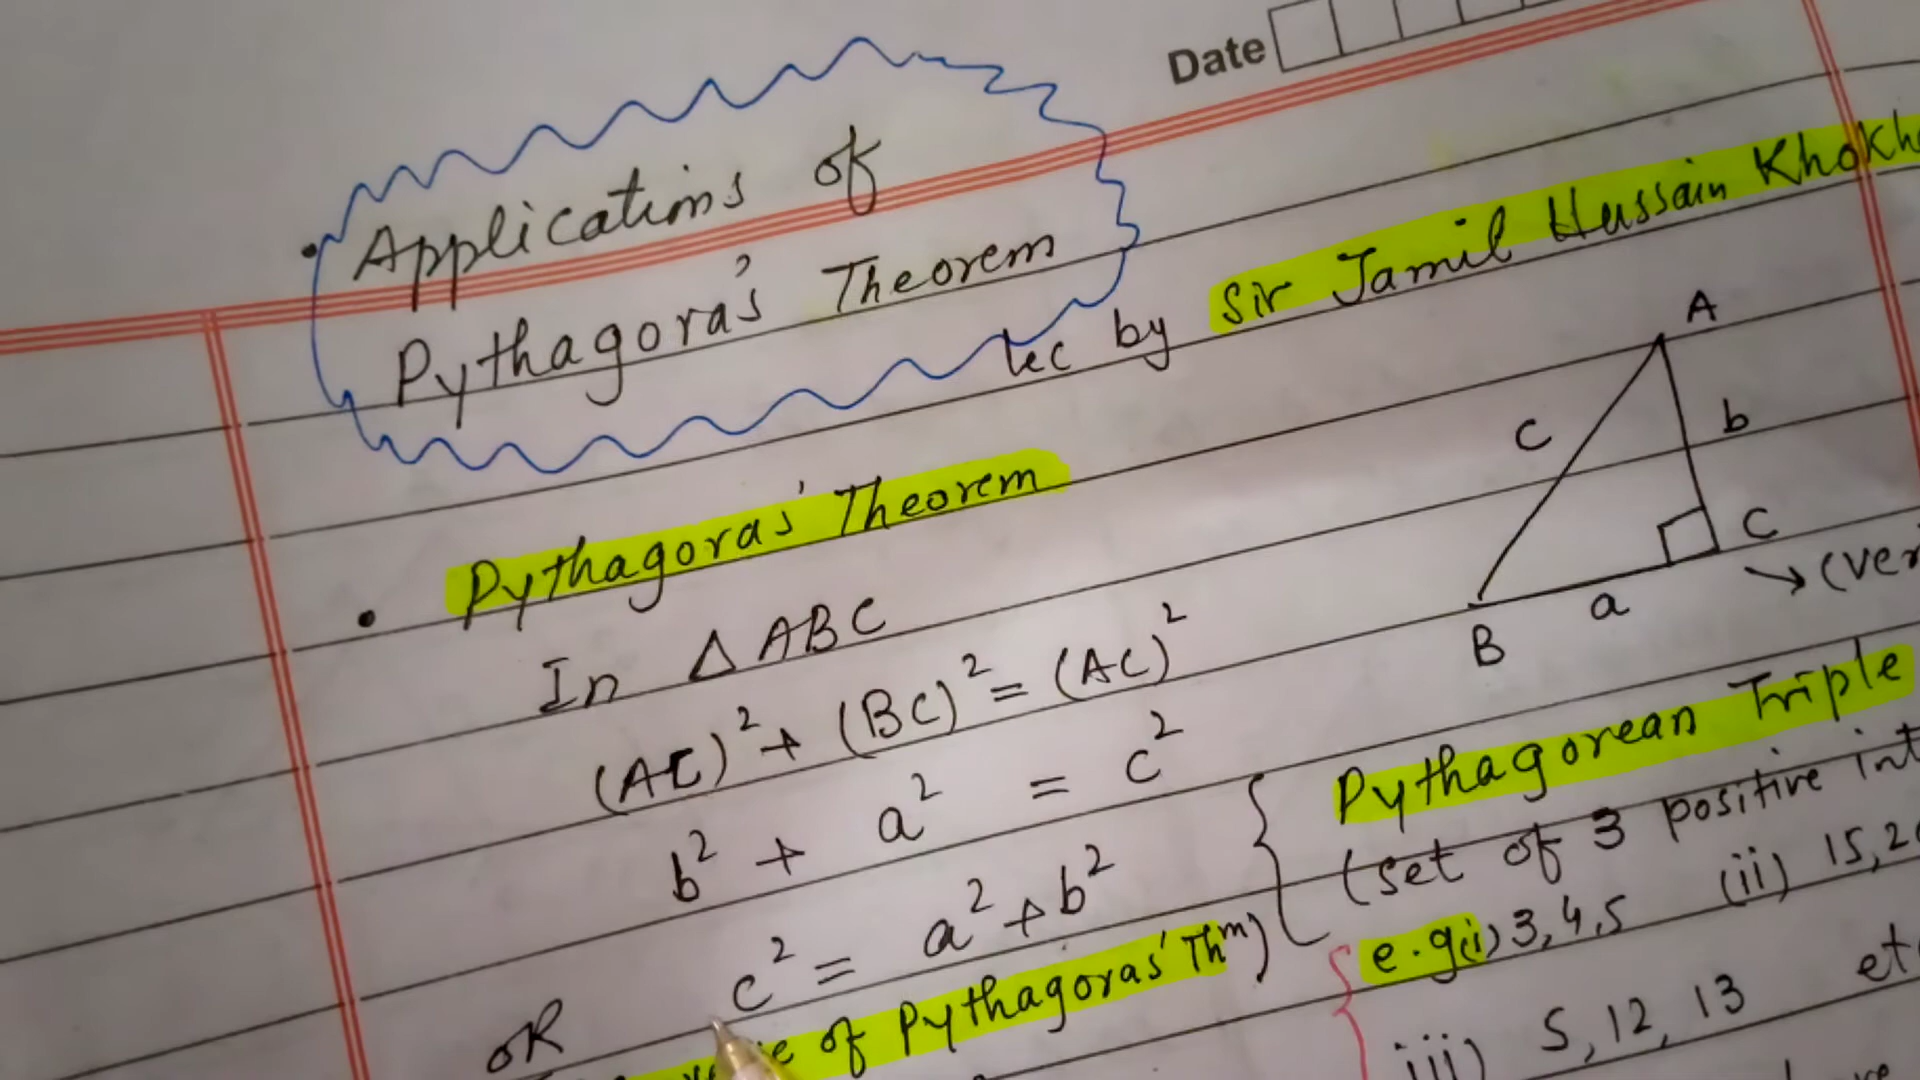 Date
• Applications of
Pythagora's Theorem
lec by Sir Jamil Hussain
A
c
b
C
a
B
• Pythagoras' Theorem
In △ABC
(AC)² + (BC)² = (AC)²
b² + a² = c²
OR c² = a² + b²
of Pythagoras' Thm)
Pythagorean Triple
(set of 3 positive
e.g(i) 3,4,5 (ii) 15,
iii) 5,12,13